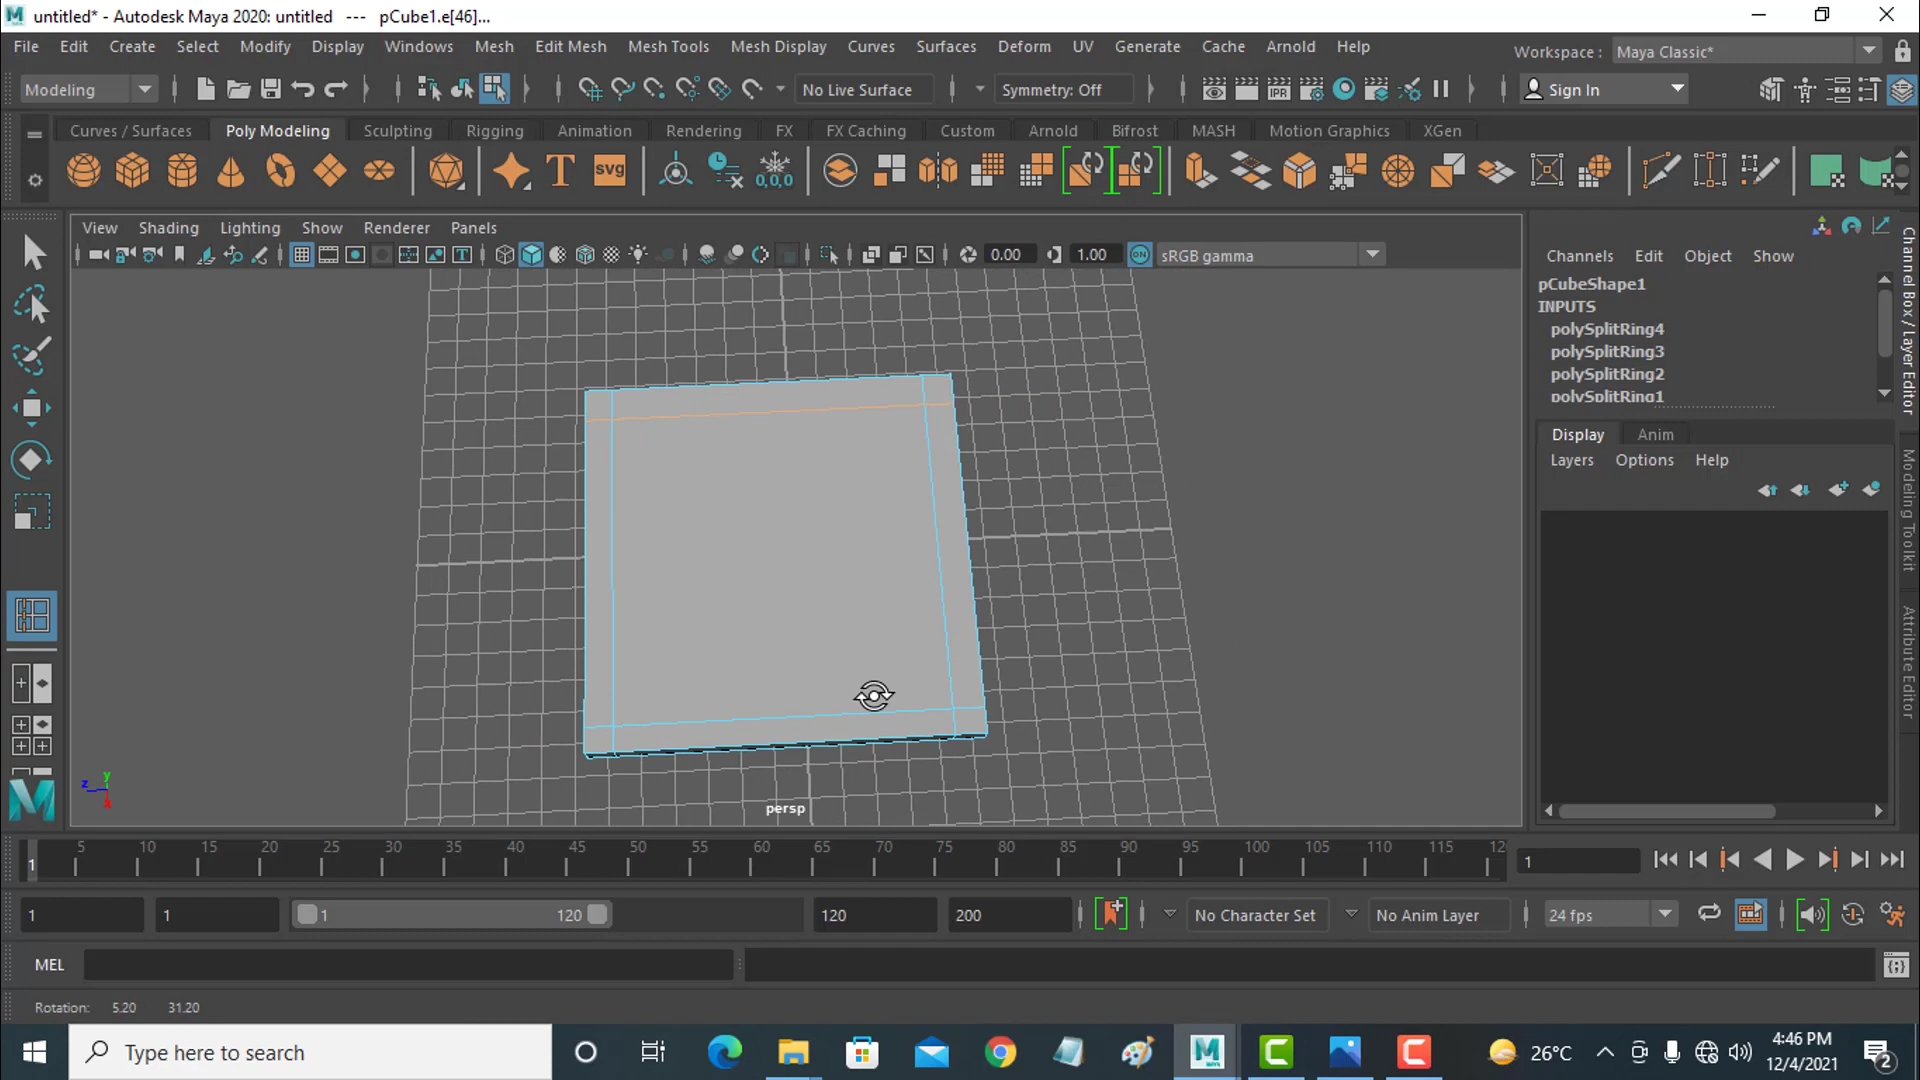 untitled* - Autodesk Maya 2020: untitled   ---   pCube1.e[46]...
File Edit Create Select Modify Display Windows Mesh Edit Mesh Mesh Tools Mesh Display Curves Surfaces Deform UV Generate Cache Arnold Help
Workspace : Maya Classic*
Modeling No Live Surface Symmetry: Off IPR Sign In
Curves / Surfaces Poly Modeling Sculpting Rigging Animation Rendering FX FX Caching Custom Arnold Bifrost MASH Motion Graphics XGen
T SVG 0,0,0
View Shading Lighting Show Renderer Panels
0.00 1.00 ON sRGB gamma
Channels Edit Object Show
pCubeShape1
INPUTS
polySplitRing4
polySplitRing3
polySplitRing2
polySplitRing1
Display Anim
Layers Options Help
Channel Box / Layer Editor
Modeling Toolkit
Attribute Editor
y
z
x
persp
5 10 15 20 25 30 35 40 45 50 55 60 65 70 75 80 85 90 95 100 105 110 115 12
1
1
1 1 1 120 120 200 No Character Set No Anim Layer 24 fps
MEL
Rotation: 5.20 31.20
Type here to search
26°C
4:46 PM
12/4/2021
2